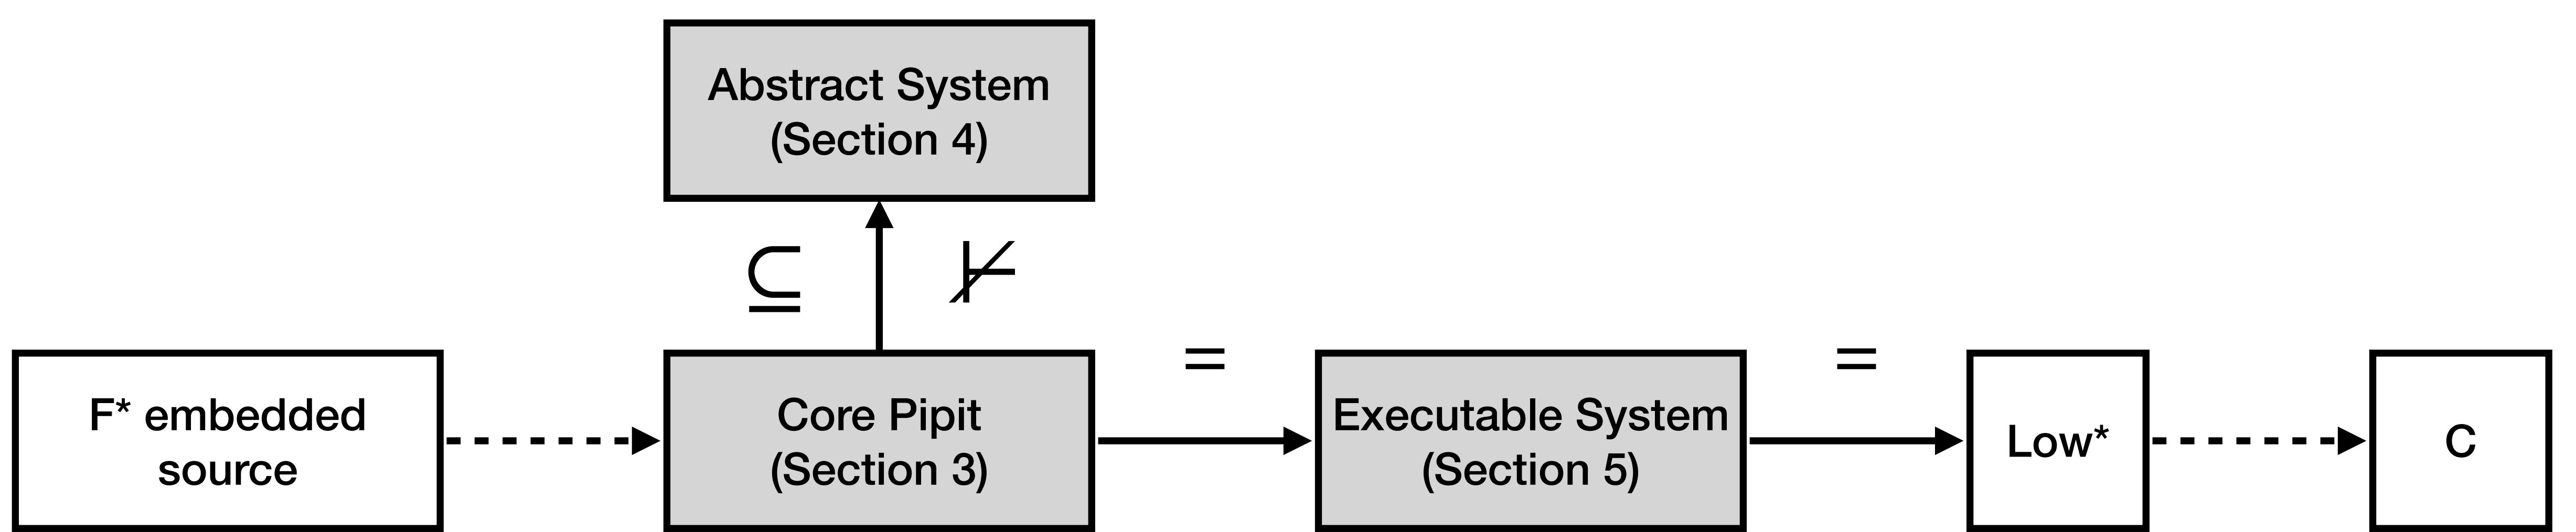 Abstract System
(Section 4)
⊆ ⊬
F* embedded
source
Core Pipit
(Section 3)
=
Executable System
(Section 5)
=
Low*
C